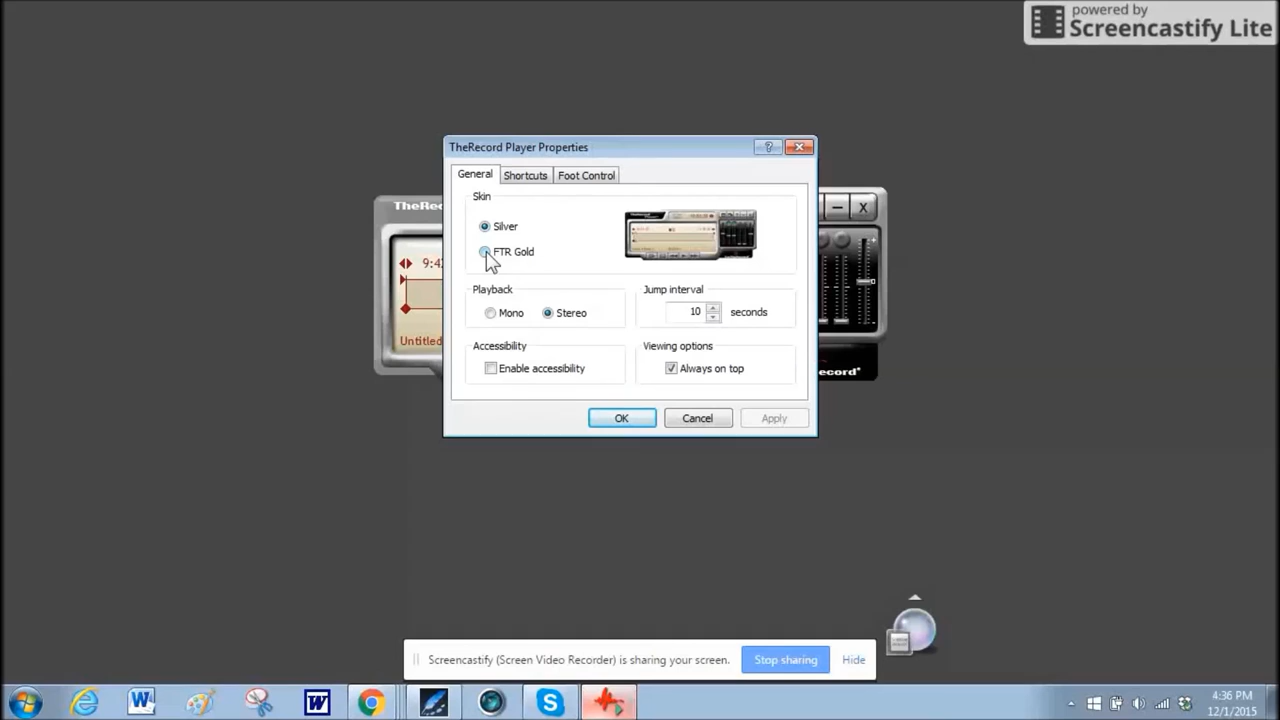 powered by
Screencastify Lite
TheRecord Player Properties
General Shortcuts Foot Control
Skin
Silver
FTR Gold
Playback
Mono Stereo
Jump interval
10 seconds
Accessibility
Enable accessibility
Viewing options
Always on top
OK Cancel Apply
TheRec
9:4
Untitled
ecord
Screencastify (Screen Video Recorder) is sharing your screen. Stop sharing Hide
4:36 PM
12/1/2015